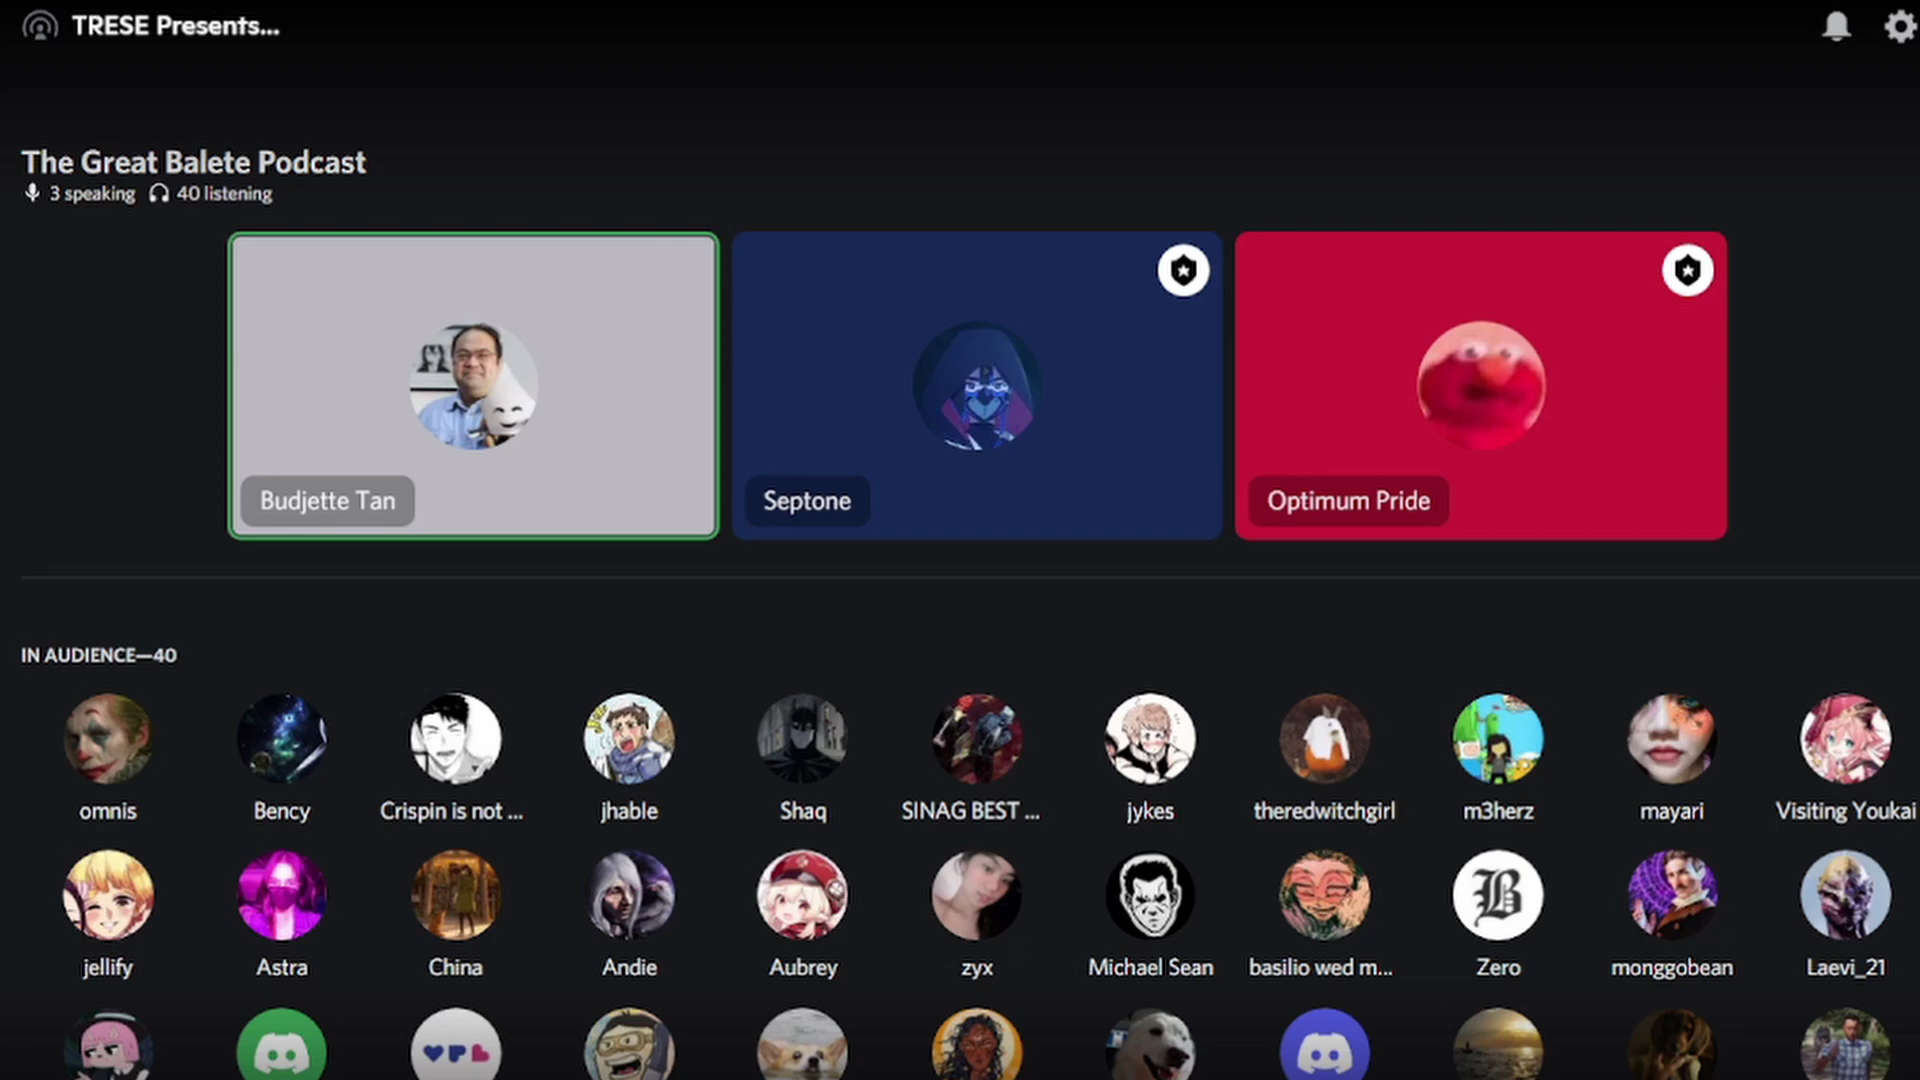 TRESE Presents...
The Great Balete Podcast
3 speaking 40 listening
Budjette Tan
Septone
Optimum Pride
IN AUDIENCE—40
omnis
Bency
Crispin is not ...
jhable
Shaq
SINAG BEST ...
jykes
theredwitchgirl
m3herz
mayari
Visiting Youkai
jellify
Astra
China
Andie
Aubrey
zyx
Michael Sean
basilio wed m...
Zero
monggobean
Laevi_21
B